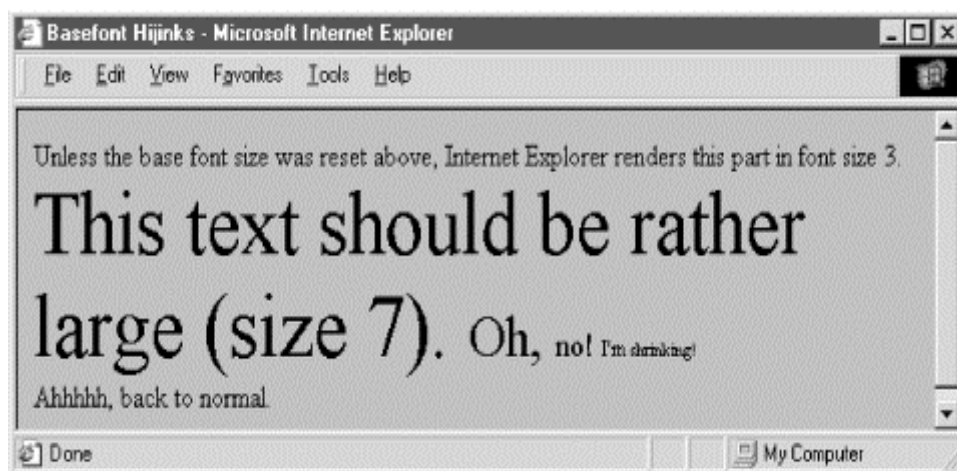 Basefont Hijinks - Microsoft Internet Explorer
File Edit View Favorites Tools Help
Unless the base font size was reset above, Internet Explorer renders this part in font size 3.
This text should be rather
large (size 7). Oh, no! I'm shrinking!
Ahhhhh, back to normal.
Done My Computer